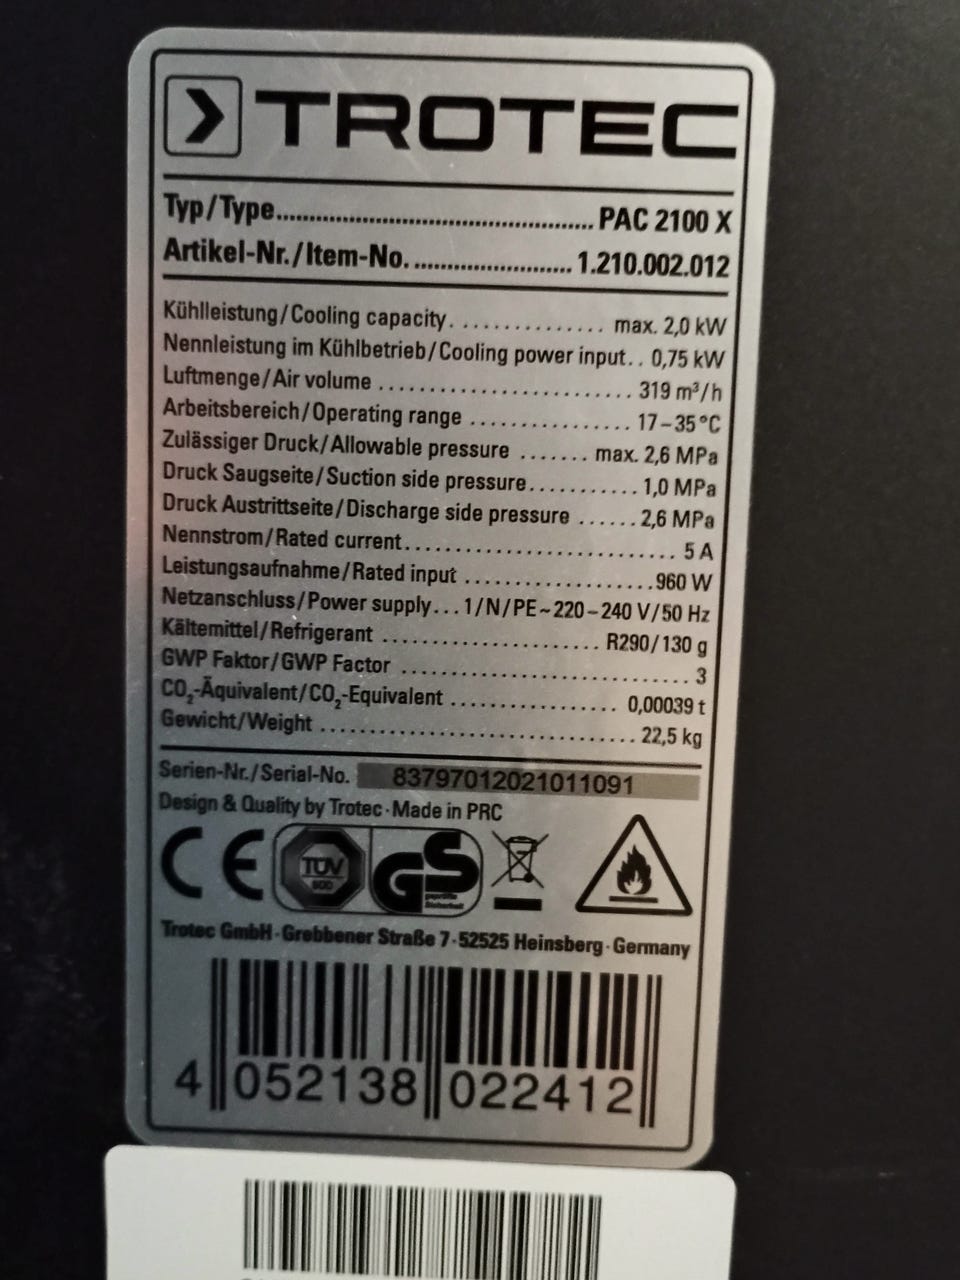 TROTEC
Typ/Type............................................. PAC 2100 X
Artikel-Nr./Item-No. ........................ 1.210.002.012
Kühlleistung/Cooling capacity. . . . . . . . . . . . . . . max. 2,0 kW
Nennleistung im Kühlbetrieb/Cooling power input. . 0,75 kW
Luftmenge/Air volume . . . . . . . . . . . . . . . . . . . . . . . . . 319 m³/h
Arbeitsbereich/Operating range . . . . . . . . . . . . . . . 17–35°C
Zulässiger Druck/Allowable pressure . . . . . . . max. 2,6 MPa
Druck Saugseite/Suction side pressure. . . . . . . . . . . 1,0 MPa
Druck Austrittseite/Discharge side pressure . . . . . . 2,6 MPa
Nennstrom/Rated current. . . . . . . . . . . . . . . . . . . . . . . . . . . 5 A
Leistungsaufnahme/Rated input . . . . . . . . . . . . . . . . . . .960 W
Netzanschluss/Power supply. . . 1/N/PE~220–240 V/50 Hz
Kältemittel/Refrigerant . . . . . . . . . . . . . . . . . . . . . R290/130 g
GWP Faktor/GWP Factor . . . . . . . . . . . . . . . . . . . . . . . . . . . . 3
CO₂-Äquivalent/CO₂-Equivalent . . . . . . . . . . . . . . . . 0,00039 t
Gewicht/Weight . . . . . . . . . . . . . . . . . . . . . . . . . . . . . . 22,5 kg
Serien-Nr./Serial-No. 83797012021011091
Design & Quality by Trotec · Made in PRC
CE TÜV SÜD GS geprüfte Sicherheit
Trotec GmbH · Grebbener Straße 7 · 52525 Heinsberg · Germany
4 052138 022412